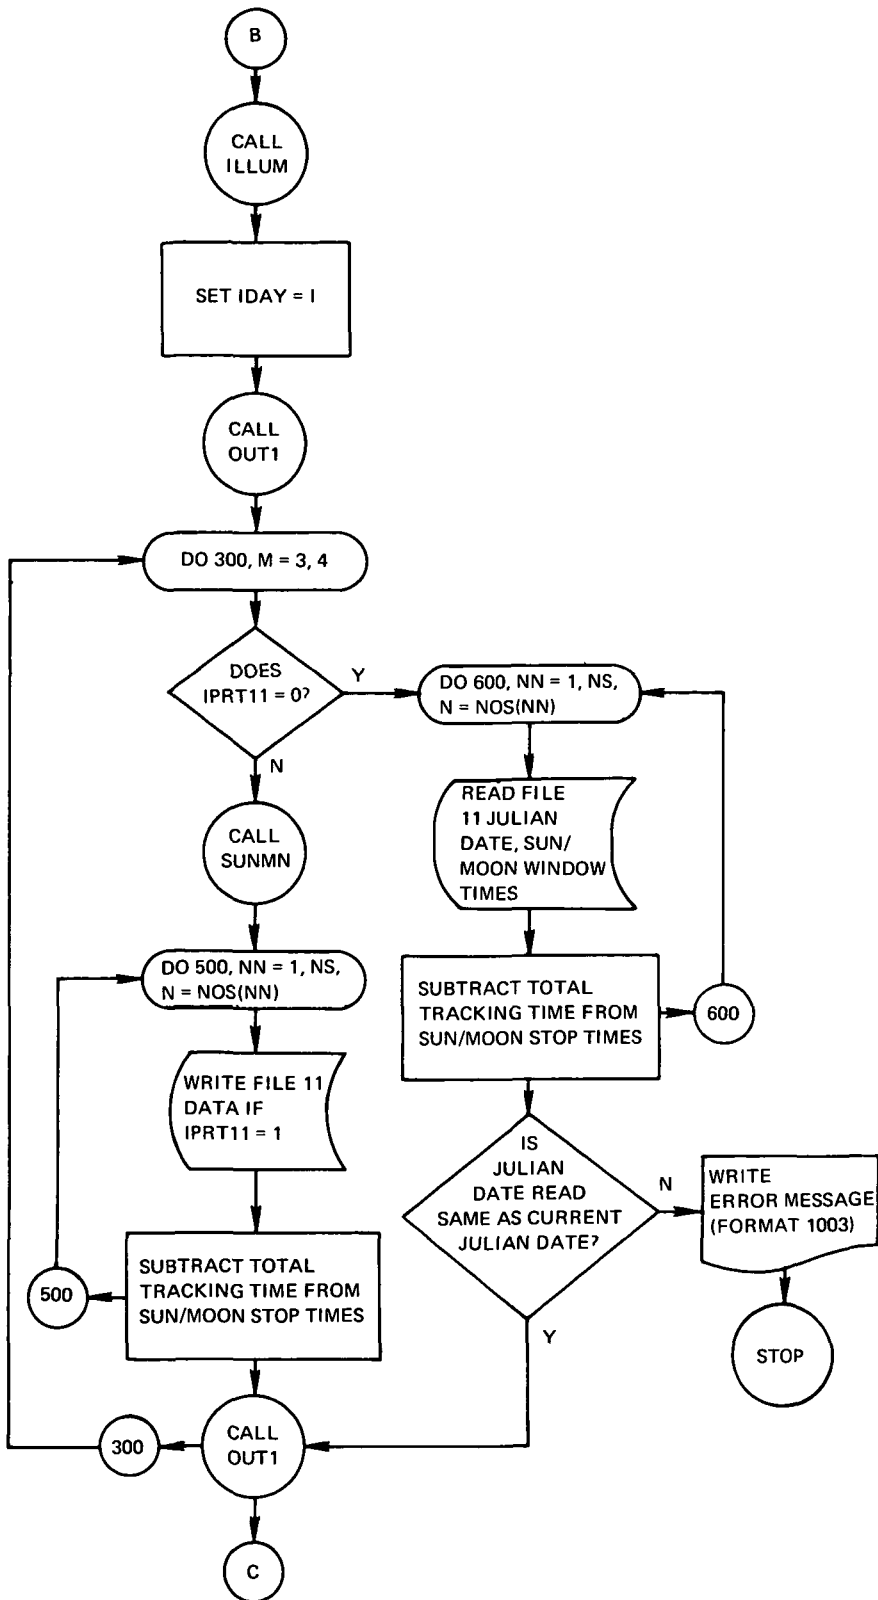 B
CALL
ILLUM
SET IDAY = I
CALL
OUT1
DO 300, M = 3, 4
DOES
IPRT11 = 0?
Y
N
DO 600, NN = 1, NS,
N = NOS(NN)
READ FILE
11 JULIAN
DATE, SUN/
MOON WINDOW
TIMES
CALL
SUNMN
DO 500, NN = 1, NS,
N = NOS(NN)
SUBTRACT TOTAL
TRACKING TIME FROM
SUN/MOON STOP TIMES
600
WRITE FILE 11
DATA IF
IPRT11 = 1
IS
JULIAN
DATE READ
SAME AS CURRENT
JULIAN DATE?
N
Y
WRITE
ERROR MESSAGE
(FORMAT 1003)
STOP
SUBTRACT TOTAL
TRACKING TIME FROM
SUN/MOON STOP TIMES
500
CALL
OUT1
300
C